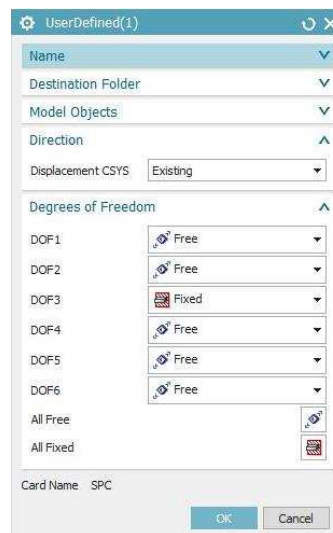 UserDefined(1)
Name
Destination Folder
Model Objects
Direction
Displacement CSYS Existing
Degrees of Freedom
DOF1 Free
DOF2 Free
DOF3 Fixed
DOF4 Free
DOF5 Free
DOF6 Free
All Free
All Fixed
Card Name SPC
OK Cancel